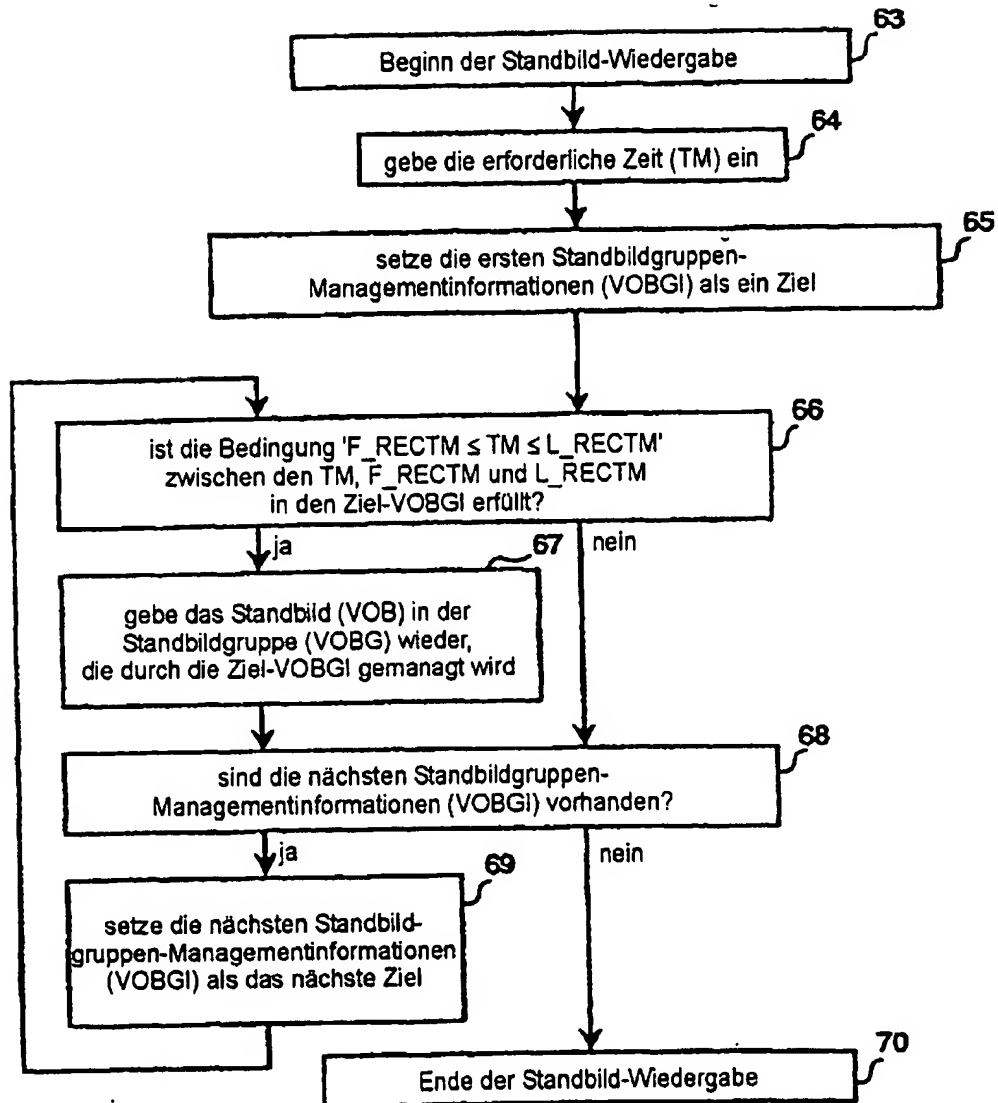 63
Beginn der Standbild-Wiedergabe
64
gebe die erforderliche Zeit (TM) ein
65
setze die ersten Standbildgruppen-
Managementinformationen (VOBGI) als ein Ziel
66
ist die Bedingung 'F_RECTM ≤ TM ≤ L_RECTM'
zwischen den TM, F_RECTM und L_RECTM
in den Ziel-VOBGI erfüllt?
ja
nein
67
gebe das Standbild (VOB) in der
Standbildgruppe (VOBG) wieder,
die durch die Ziel-VOBGI gemanagt wird
68
sind die nächsten Standbildgruppen-
Managementinformationen (VOBGI) vorhanden?
ja
nein
69
setze die nächsten Standbild-
gruppen-Managementinformationen
(VOBGI) als das nächste Ziel
70
Ende der Standbild-Wiedergabe